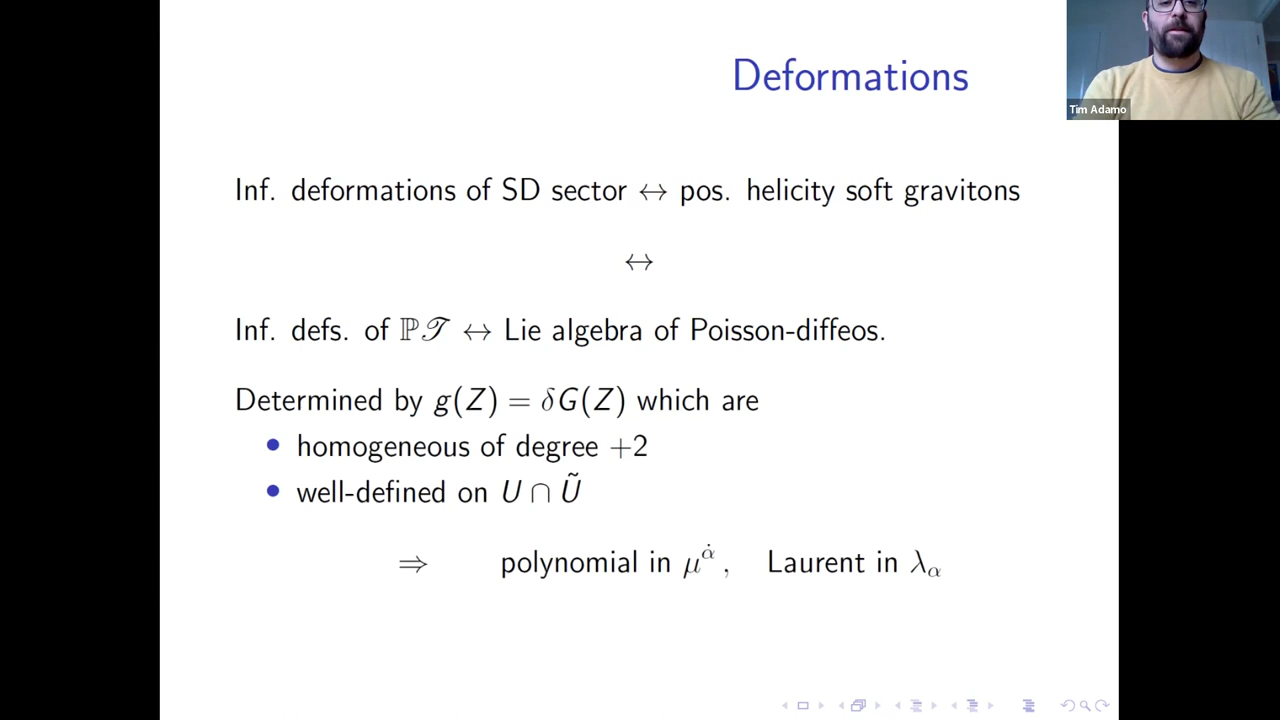 Deformations
Tim Adamo
Inf. deformations of SD sector ↔ pos. helicity soft gravitons
↔
Inf. defs. of ℙ𝒯 ↔ Lie algebra of Poisson-diffeos.
Determined by g(Z) = δG(Z) which are
• homogeneous of degree +2
• well-defined on U ∩ Ũ
⇒ polynomial in μ^α̇ , Laurent in λ_α